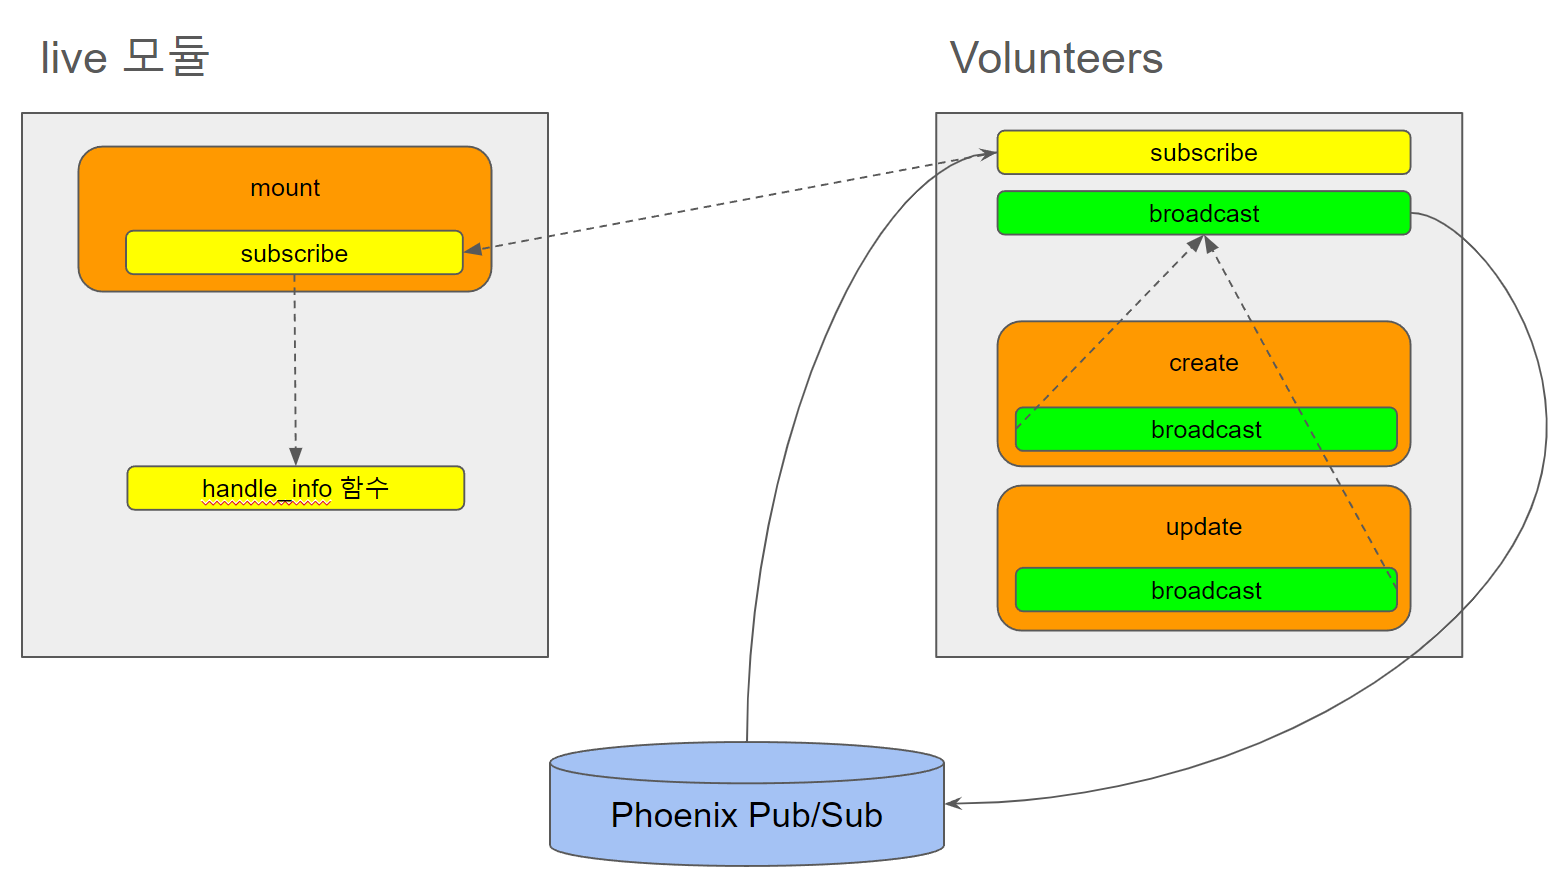 live 모듈
mount
subscribe
handle_info 함수
Volunteers
subscribe
broadcast
create
broadcast
update
broadcast
Phoenix Pub/Sub